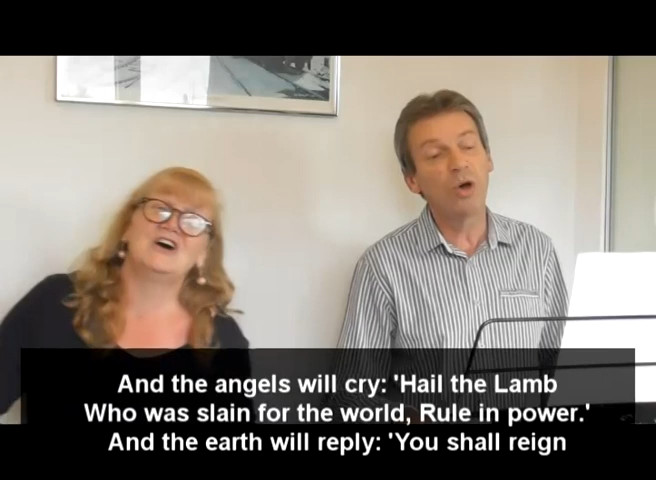 And the angels will cry: 'Hail the Lamb
Who was slain for the world, Rule in power.'
And the earth will reply: 'You shall reign